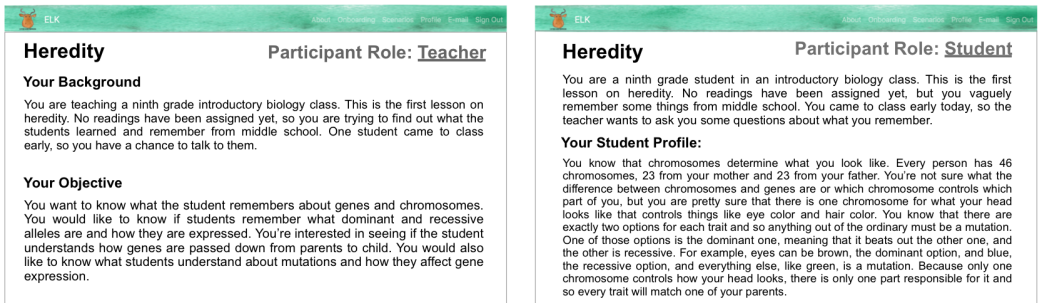 ELK
About Onboarding Scenarios Profile E-mail Sign Out
Heredity
Participant Role: Teacher
Your Background
You are teaching a ninth grade introductory biology class. This is the first lesson on
heredity. No readings have been assigned yet, so you are trying to find out what the
students learned and remember from middle school. One student came to class
early, so you have a chance to talk to them.
Your Objective
You want to know what the student remembers about genes and chromosomes.
You would like to know if students remember what dominant and recessive
alleles are and how they are expressed. You're interested in seeing if the student
understands how genes are passed down from parents to child. You would also
like to know what students understand about mutations and how they affect gene
expression.
ELK
About Onboarding Scenarios Profile E-mail Sign Out
Heredity
Participant Role: Student
You are a ninth grade student in an introductory biology class. This is the first
lesson on heredity. No readings have been assigned yet, but you vaguely
remember some things from middle school. You came to class early today, so the
teacher wants to ask you some questions about what you remember.
Your Student Profile:
You know that chromosomes determine what you look like. Every person has 46
chromosomes, 23 from your mother and 23 from your father. You're not sure what the
difference between chromosomes and genes are or which chromosome controls which
part of you, but you are pretty sure that there is one chromosome for what your head
looks like that controls things like eye color and hair color. You know that there are
exactly two options for each trait and so anything out of the ordinary must be a mutation.
One of those options is the dominant one, meaning that it beats out the other one, and
the other is recessive. For example, eyes can be brown, the dominant option, and blue,
the recessive option, and everything else, like green, is a mutation. Because only one
chromosome controls how your head looks, there is only one part responsible for it and
so every trait will match one of your parents.